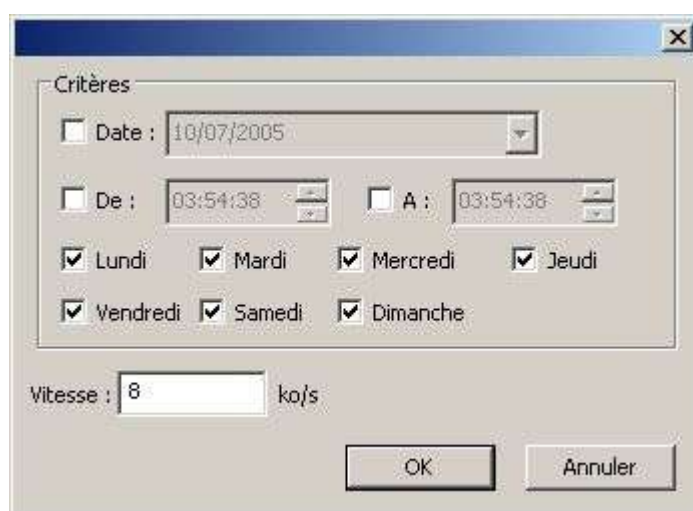 Critères
Date : 10/07/2005
De : 03:54:38 A : 03:54:38
Lundi Mardi Mercredi Jeudi
Vendredi Samedi Dimanche
Vitesse : 8 ko/s
OK Annuler